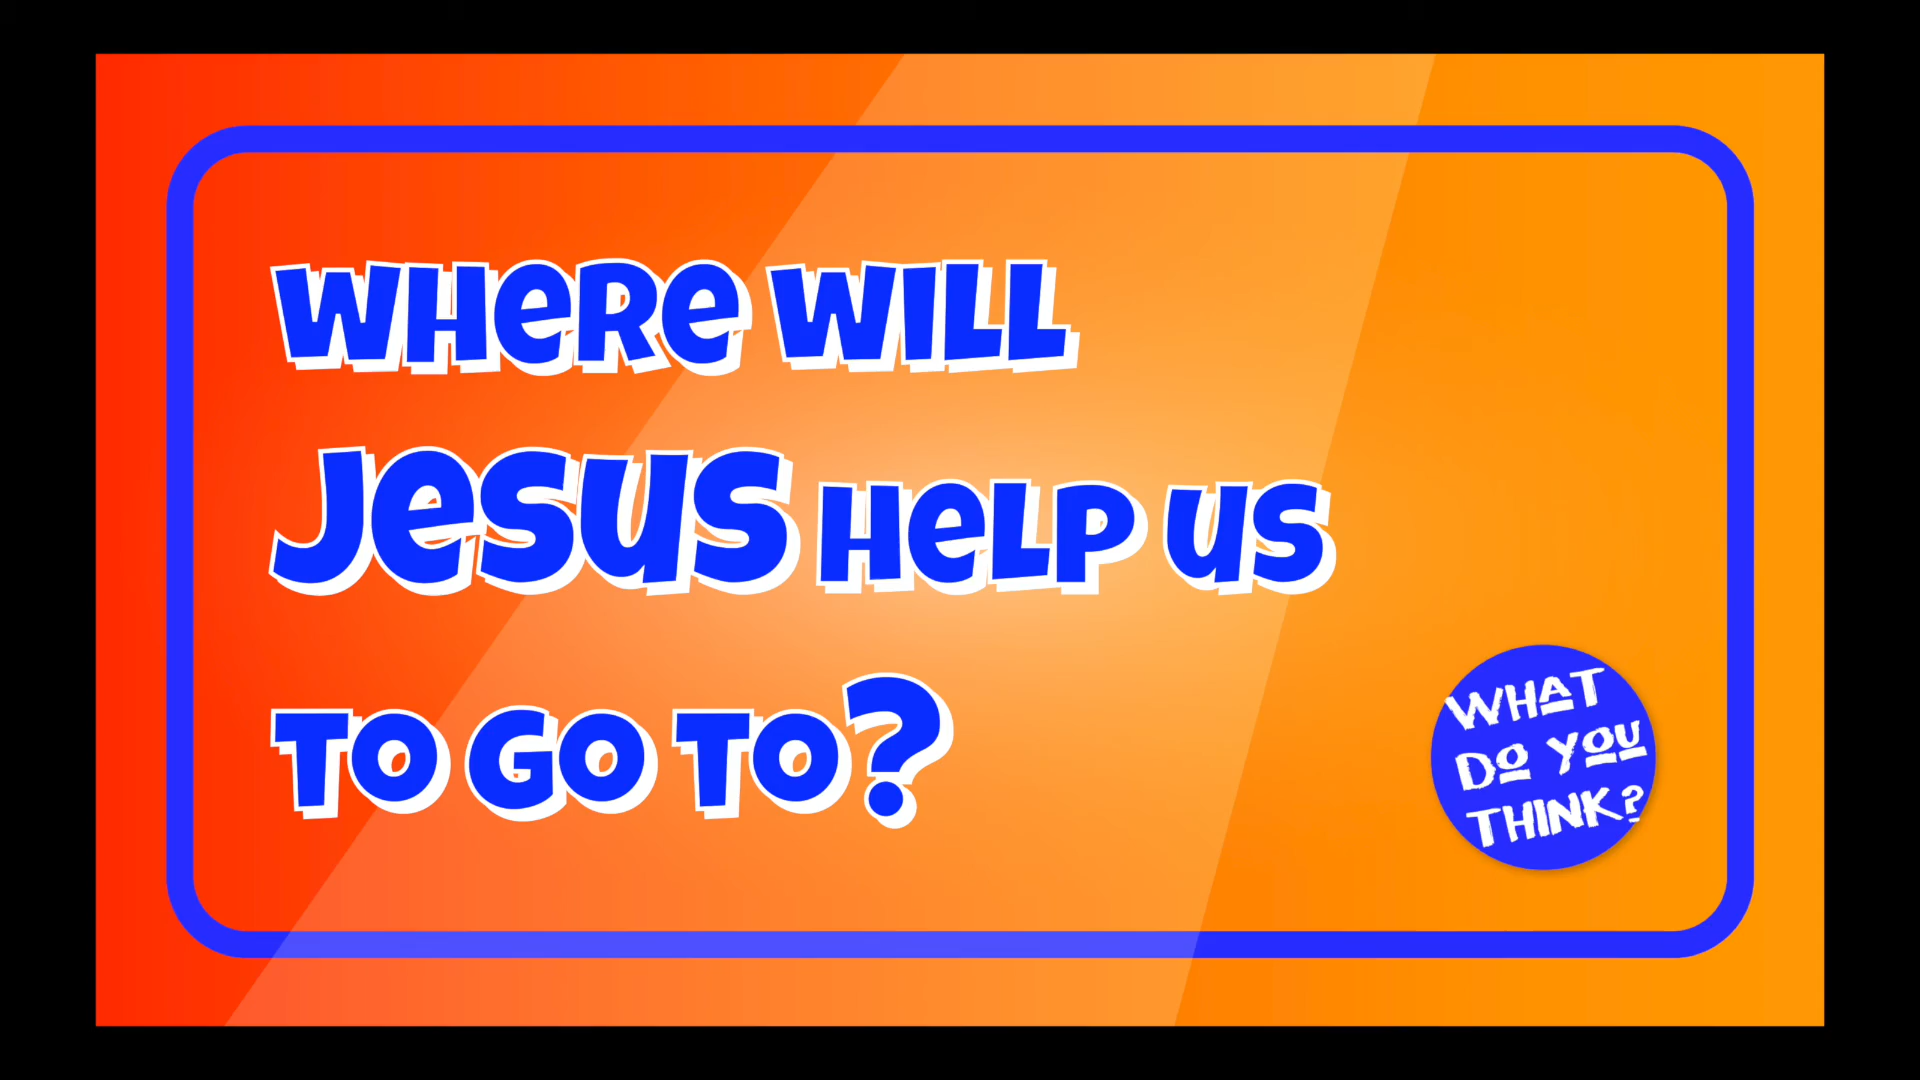 WHERE WILL
JESUS HELP US
TO GO TO?
WHAT
DO YOU
THINK?